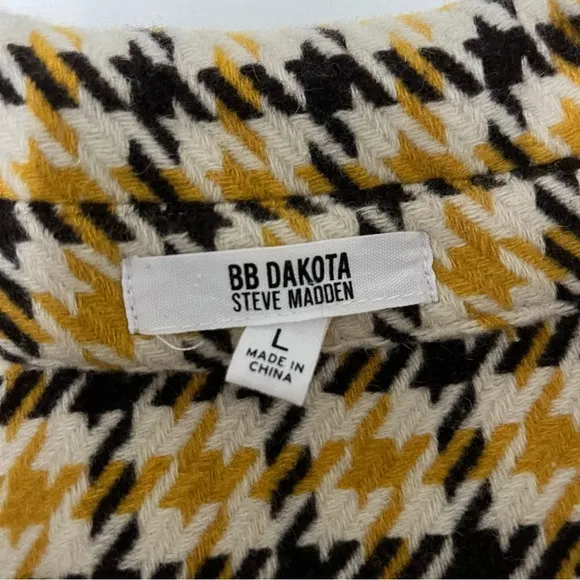 BB DAKOTA
STEVE MADDEN
L
MADE IN
CHINA